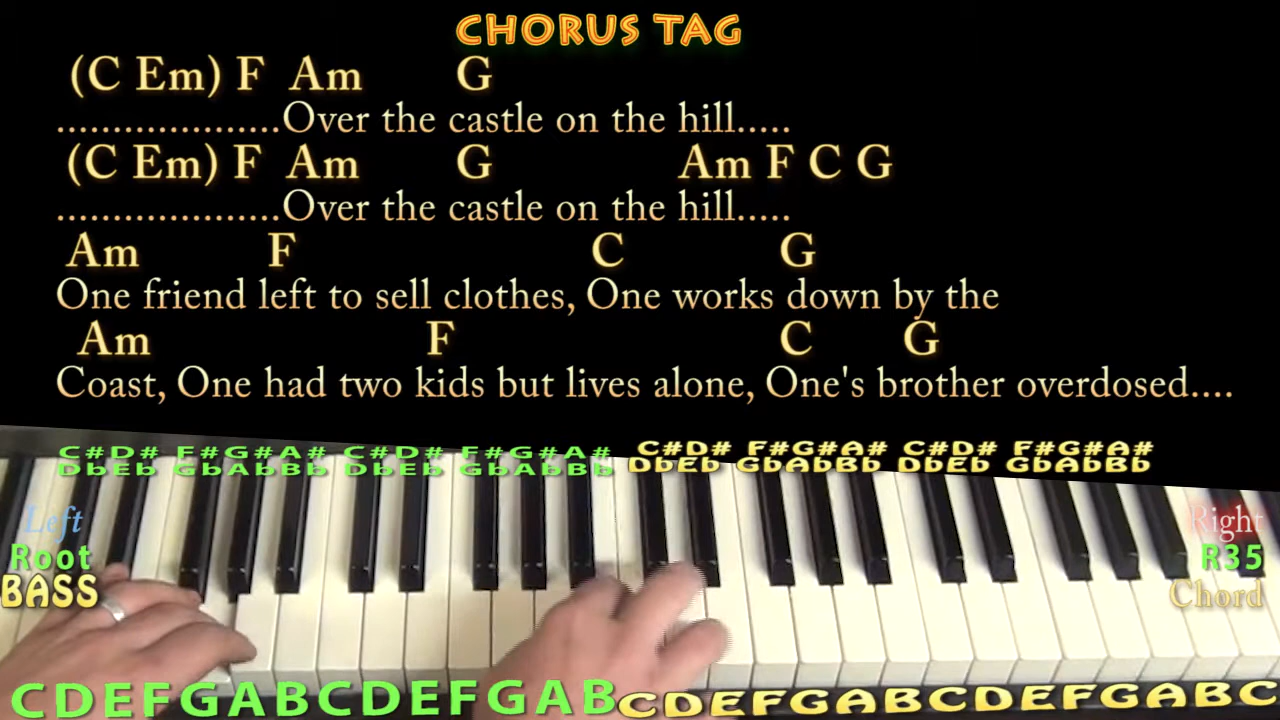 CHORUS TAG
(C Em) F Am G
....................Over the castle on the hill.....
(C Em) F Am G Am F C G
....................Over the castle on the hill.....
Am F C G
One friend left to sell clothes, One works down by the
Am F C G
Coast, One had two kids but lives alone, One's brother overdosed....
C#D# F#G#A# C#D# F#G#A# C#D# F#G#A# C#D# F#G#A#
DbEb GbAbBb DbEb GbAbBb DbEb GbAbBb DbEb GbAbBb
Left Right
Root R35
BASS Chord
CDEFGABCDEFGABCDEFGABCDEFGABC